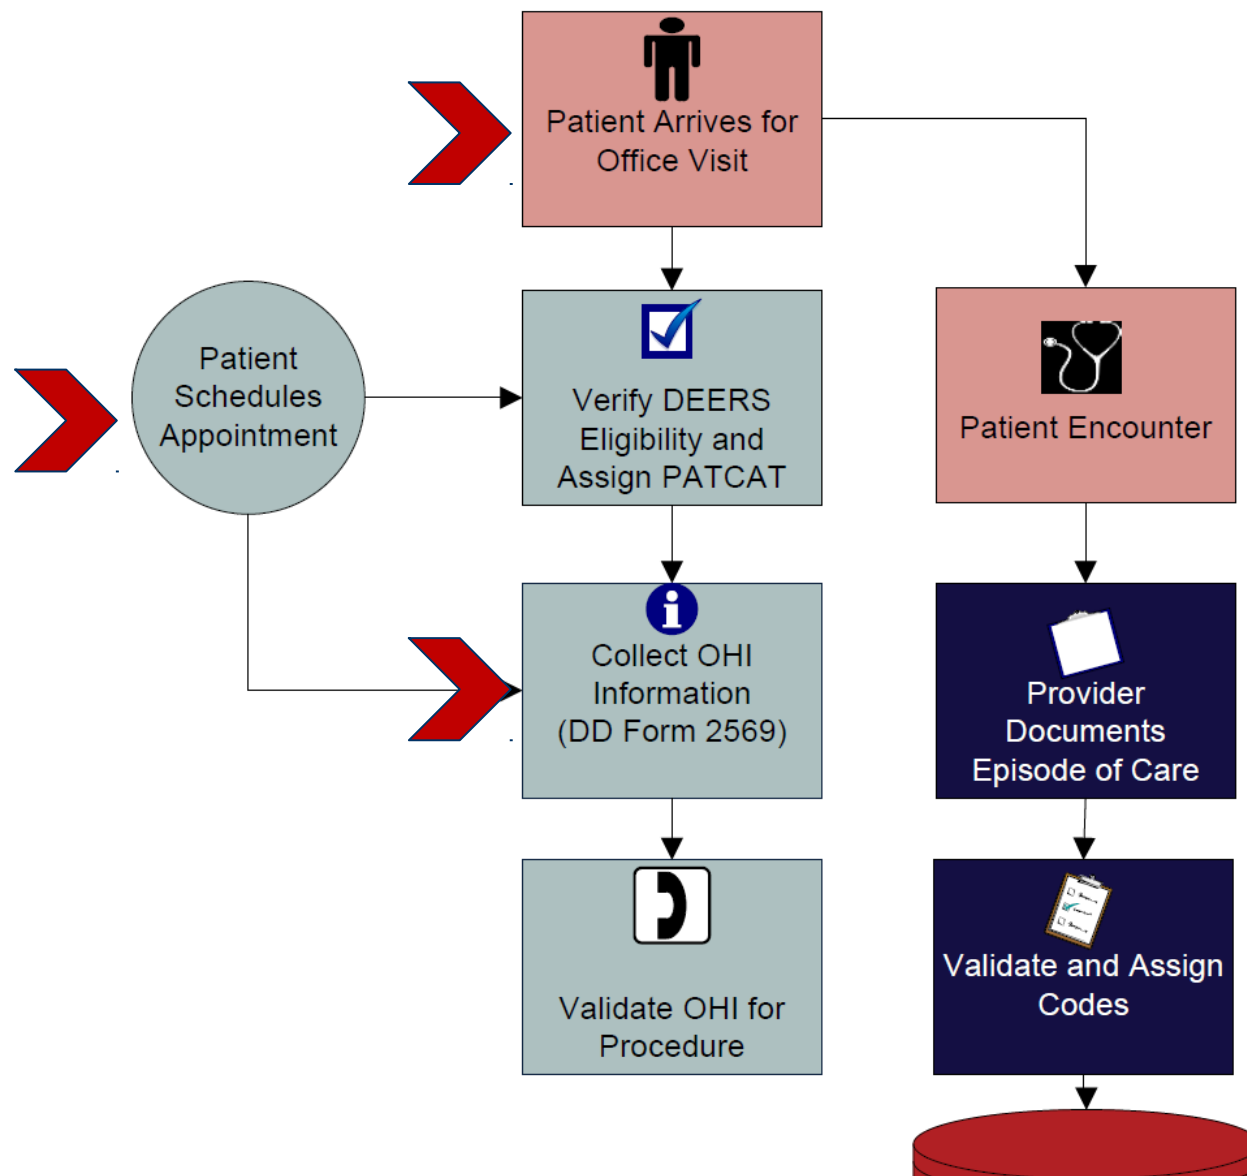 Patient Arrives for
Office Visit
Patient
Schedules
Appointment
Verify DEERS
Eligibility and
Assign PATCAT
Patient Encounter
Collect OHI
Information
(DD Form 2569)
Provider
Documents
Episode of Care
Validate OHI for
Procedure
Validate and Assign
Codes